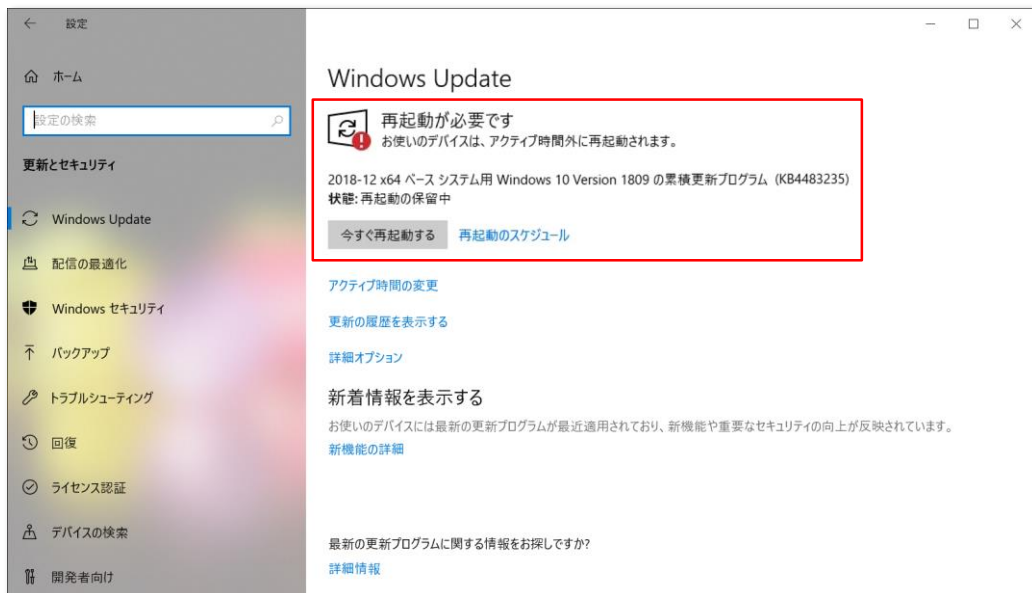 設定
ホーム
設定の検索
更新とセキュリティ
Windows Update
配信の最適化
Windows セキュリティ
バックアップ
トラブルシューティング
回復
ライセンス認証
デバイスの検索
開発者向け
Windows Update
再起動が必要です
お使いのデバイスは、アクティブ時間外に再起動されます。
2018-12 x64 ベース システム用 Windows 10 Version 1809 の累積更新プログラム (KB4483235)
状態: 再起動の保留中
今すぐ再起動する 再起動のスケジュール
アクティブ時間の変更
更新の履歴を表示する
詳細オプション
新着情報を表示する
お使いのデバイスには最新の更新プログラムが最近適用されており、新機能や重要なセキュリティの向上が反映されています。
新機能の詳細
最新の更新プログラムに関する情報をお探しですか?
詳細情報